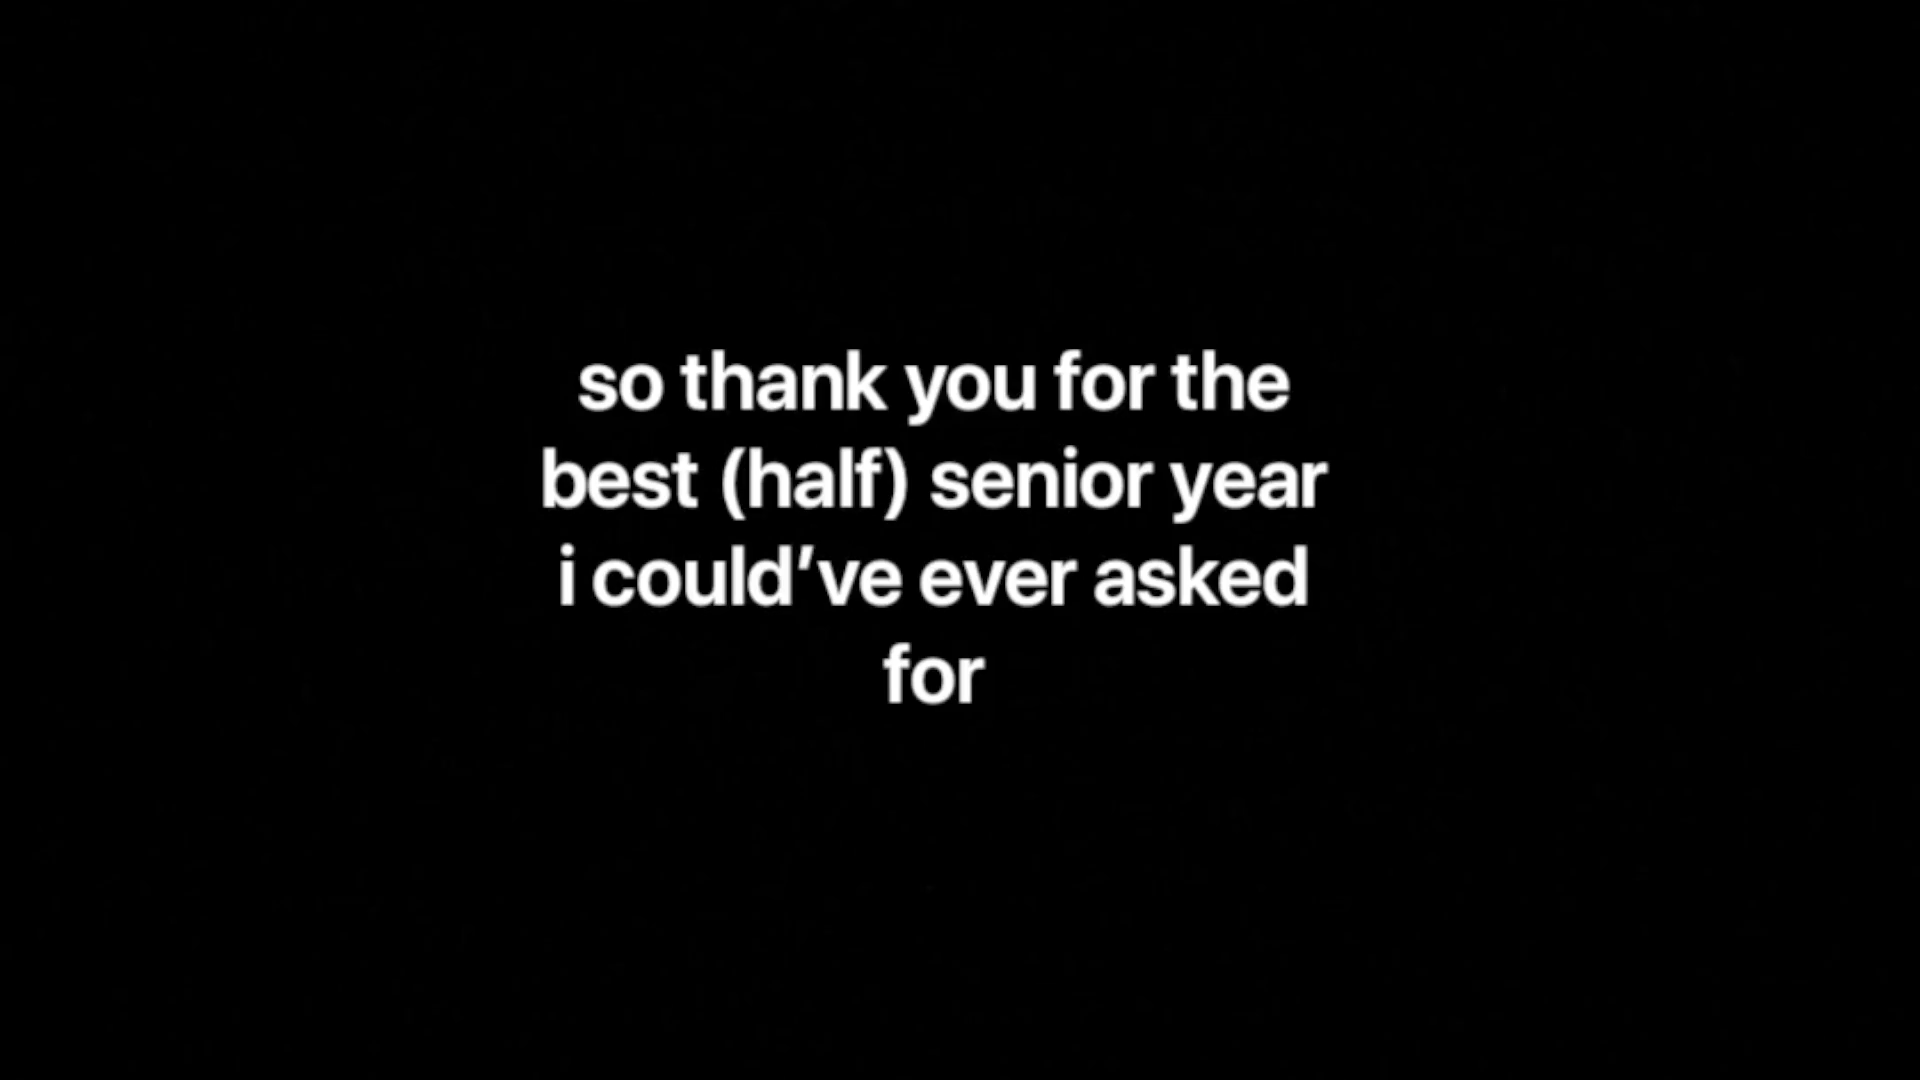 so thank you for the
best (half) senior year
i could’ve ever asked
for